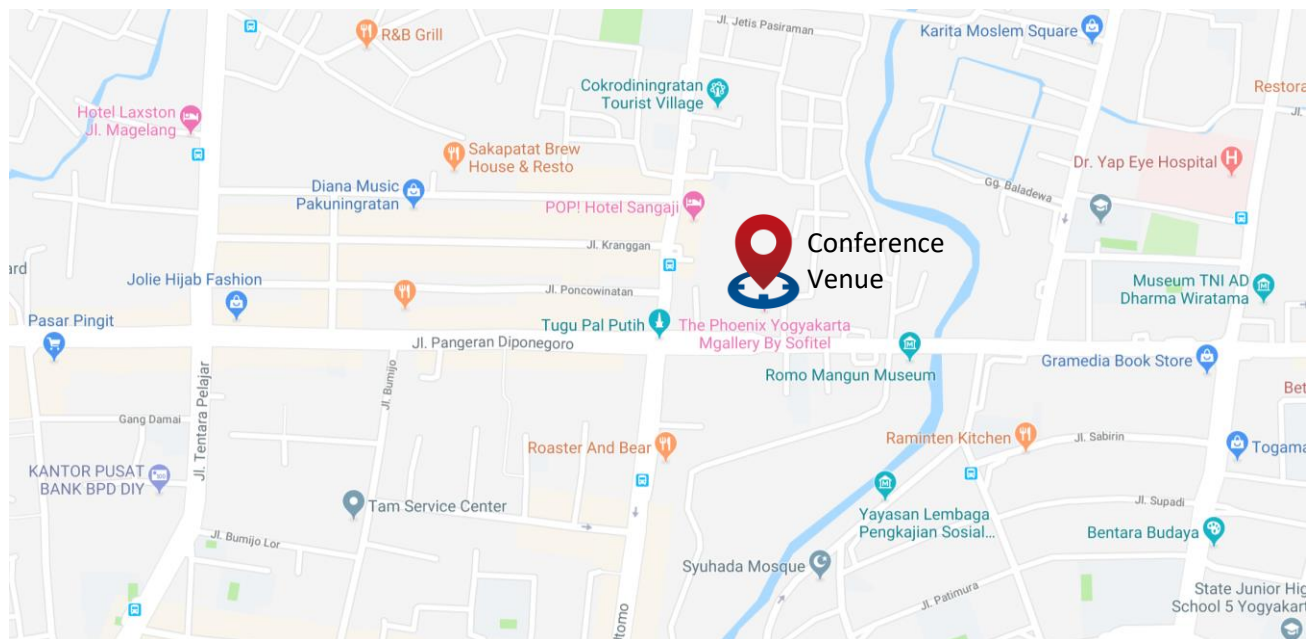 Jl. Jetis Pasiraman
R&B Grill
Karita Moslem Square
Cokrodiningratan
Tourist Village
Restora
Hotel Laxston
Jl. Magelang
Jl.
Sakapatat Brew
House & Resto
Dr. Yap Eye Hospital
H
Diana Music
Pakuningratan
Gg. Baladewa
POP! Hotel Sangaji
Jl. Kranggan
Conference
Venue
ard
Jolie Hijab Fashion
Jl. Poncowinatan
Museum TNI AD
Dharma Wiratama
Pasar Pingit
Tugu Pal Putih
The Phoenix Yogyakarta
Mgallery By Sofitel
Jl. Pangeran Diponegoro
Romo Mangun Museum
Gramedia Book Store
Jl. Tentara Pelajar
Jl. Bumijo
Bet
Gang Damai
Roaster And Bear
Raminten Kitchen
Jl. Sabirin
Togama
KANTOR PUSAT
BANK BPD DIY
Tam Service Center
Jl. Supadi
Yayasan Lembaga
Pengkajian Sosial...
Bentara Budaya
Jl. Bumijo Lor
Syuhada Mosque
Jl. Patimura
State Junior Hig
School 5 Yogyakar
Utomo